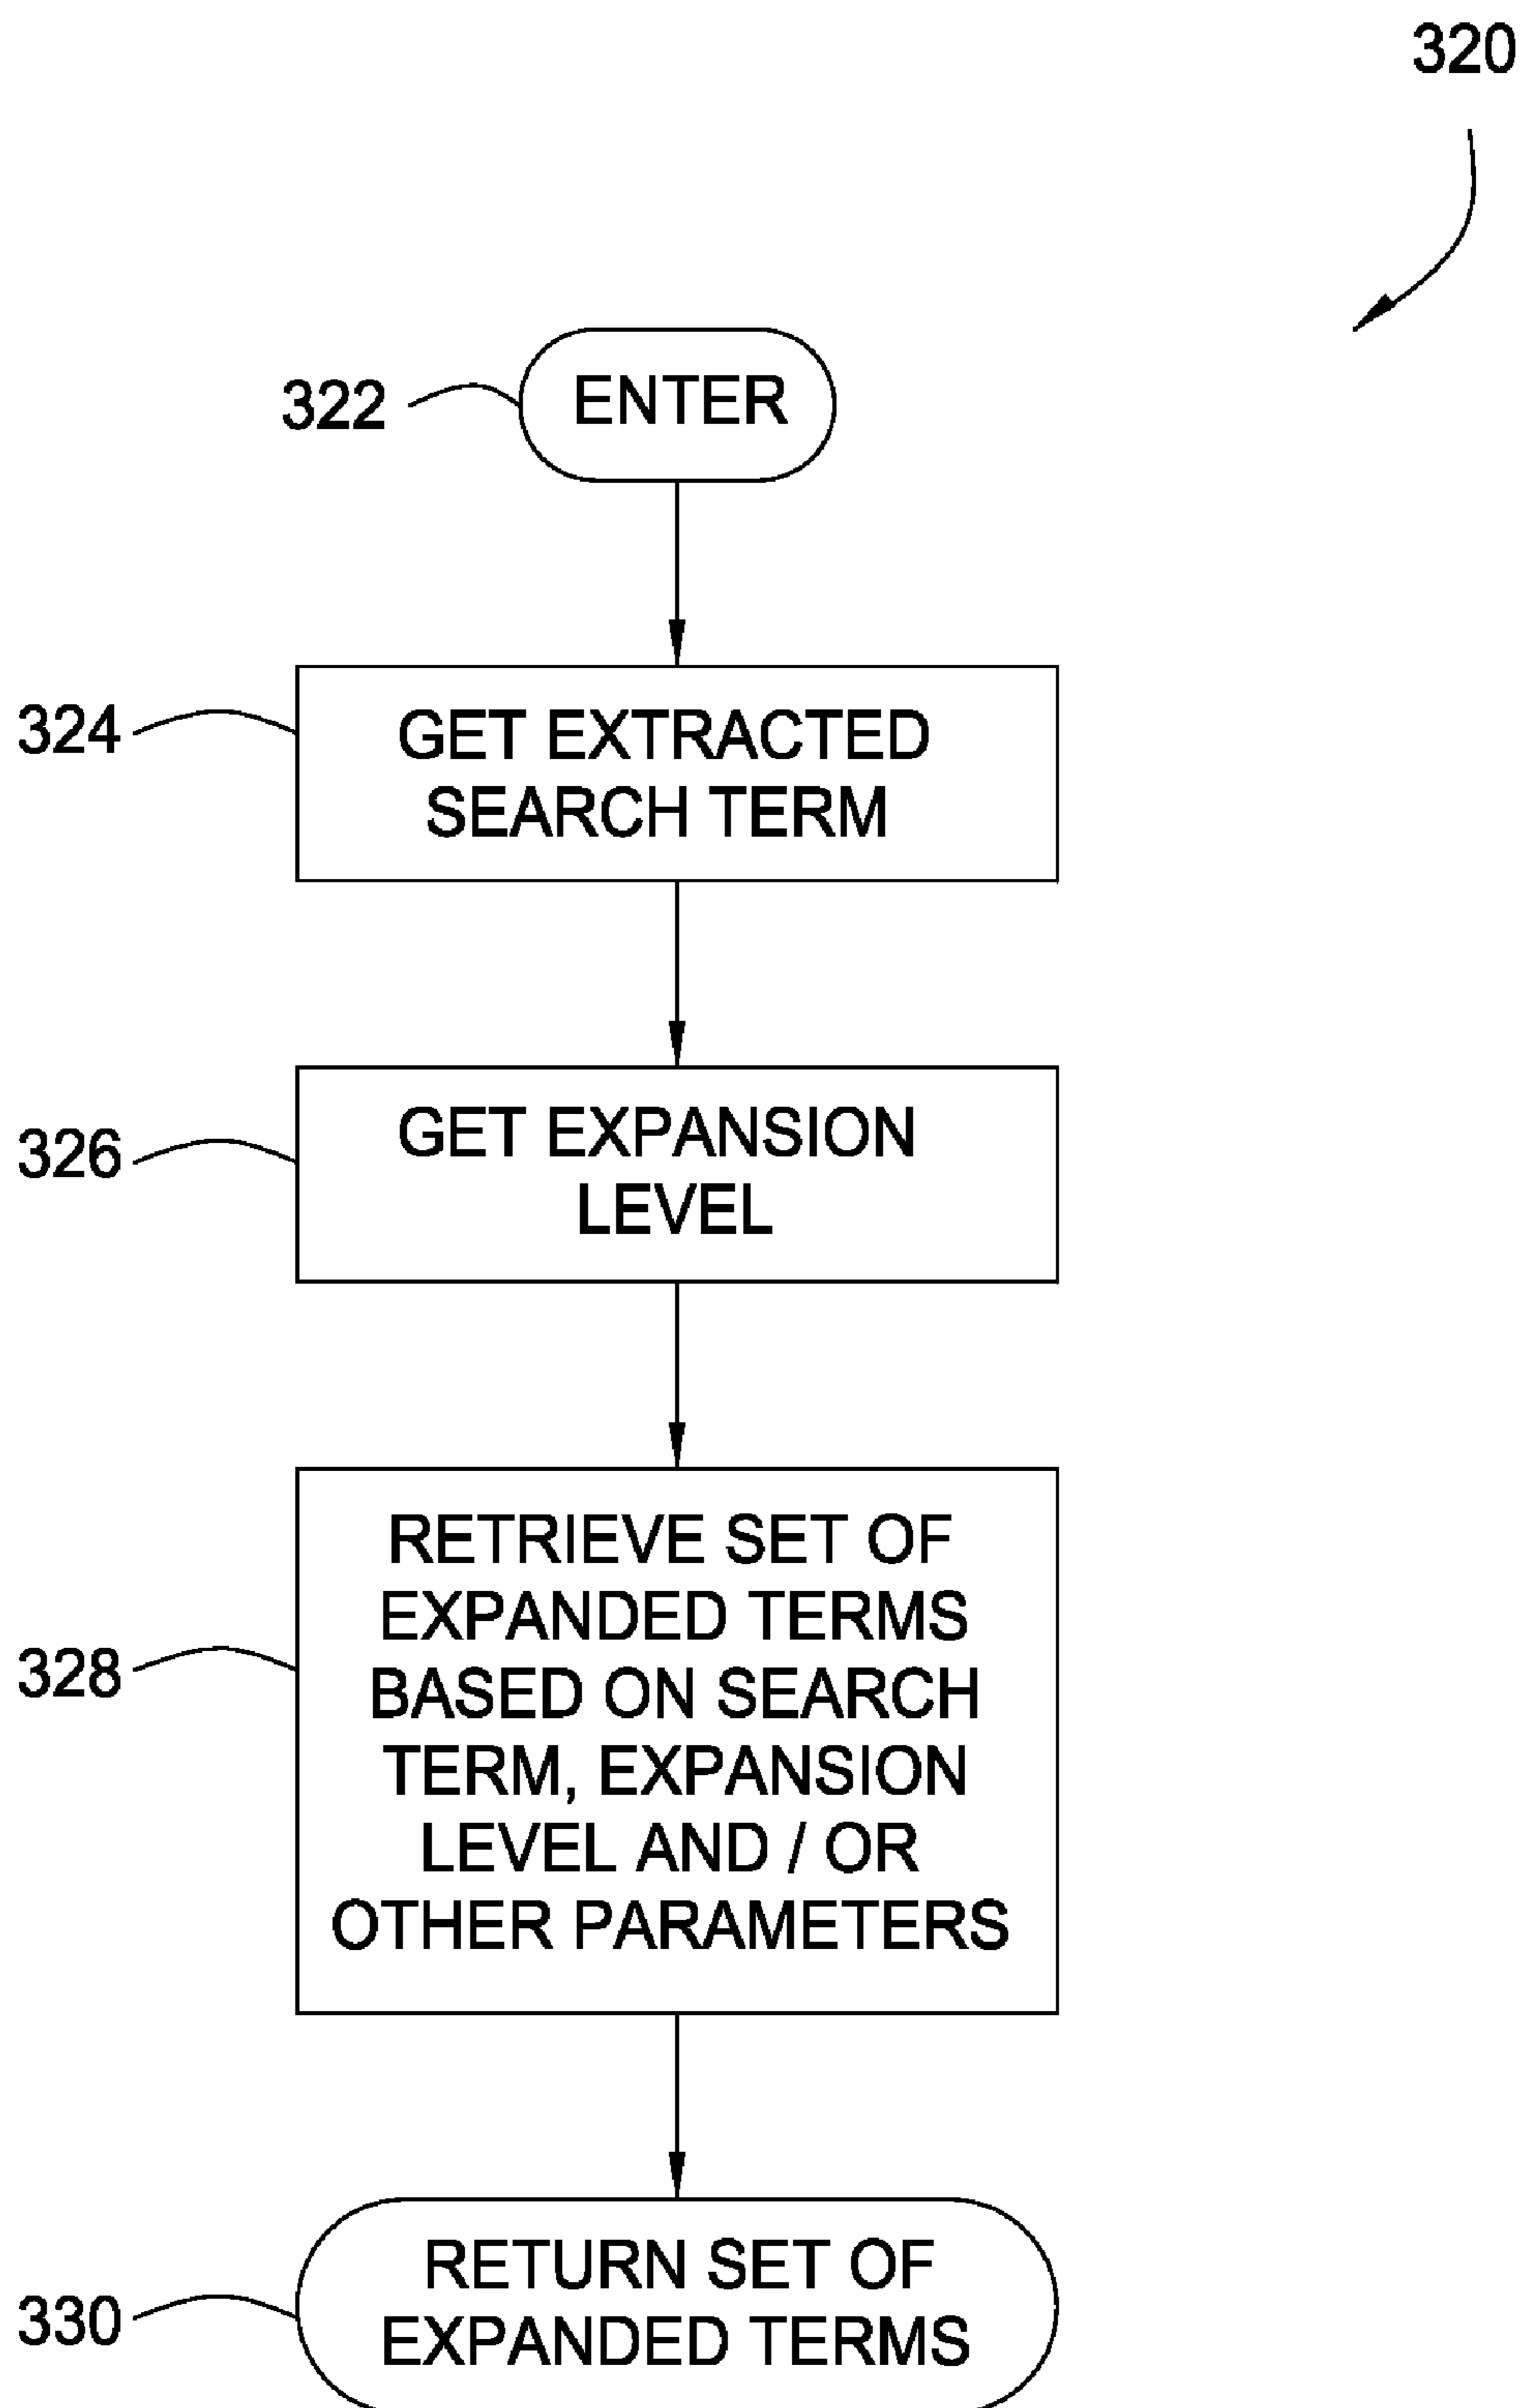 320
322
ENTER
324
GET EXTRACTED
SEARCH TERM
326
GET EXPANSION
LEVEL
328
RETRIEVE SET OF
EXPANDED TERMS
BASED ON SEARCH
TERM, EXPANSION
LEVEL AND / OR
OTHER PARAMETERS
330
RETURN SET OF
EXPANDED TERMS